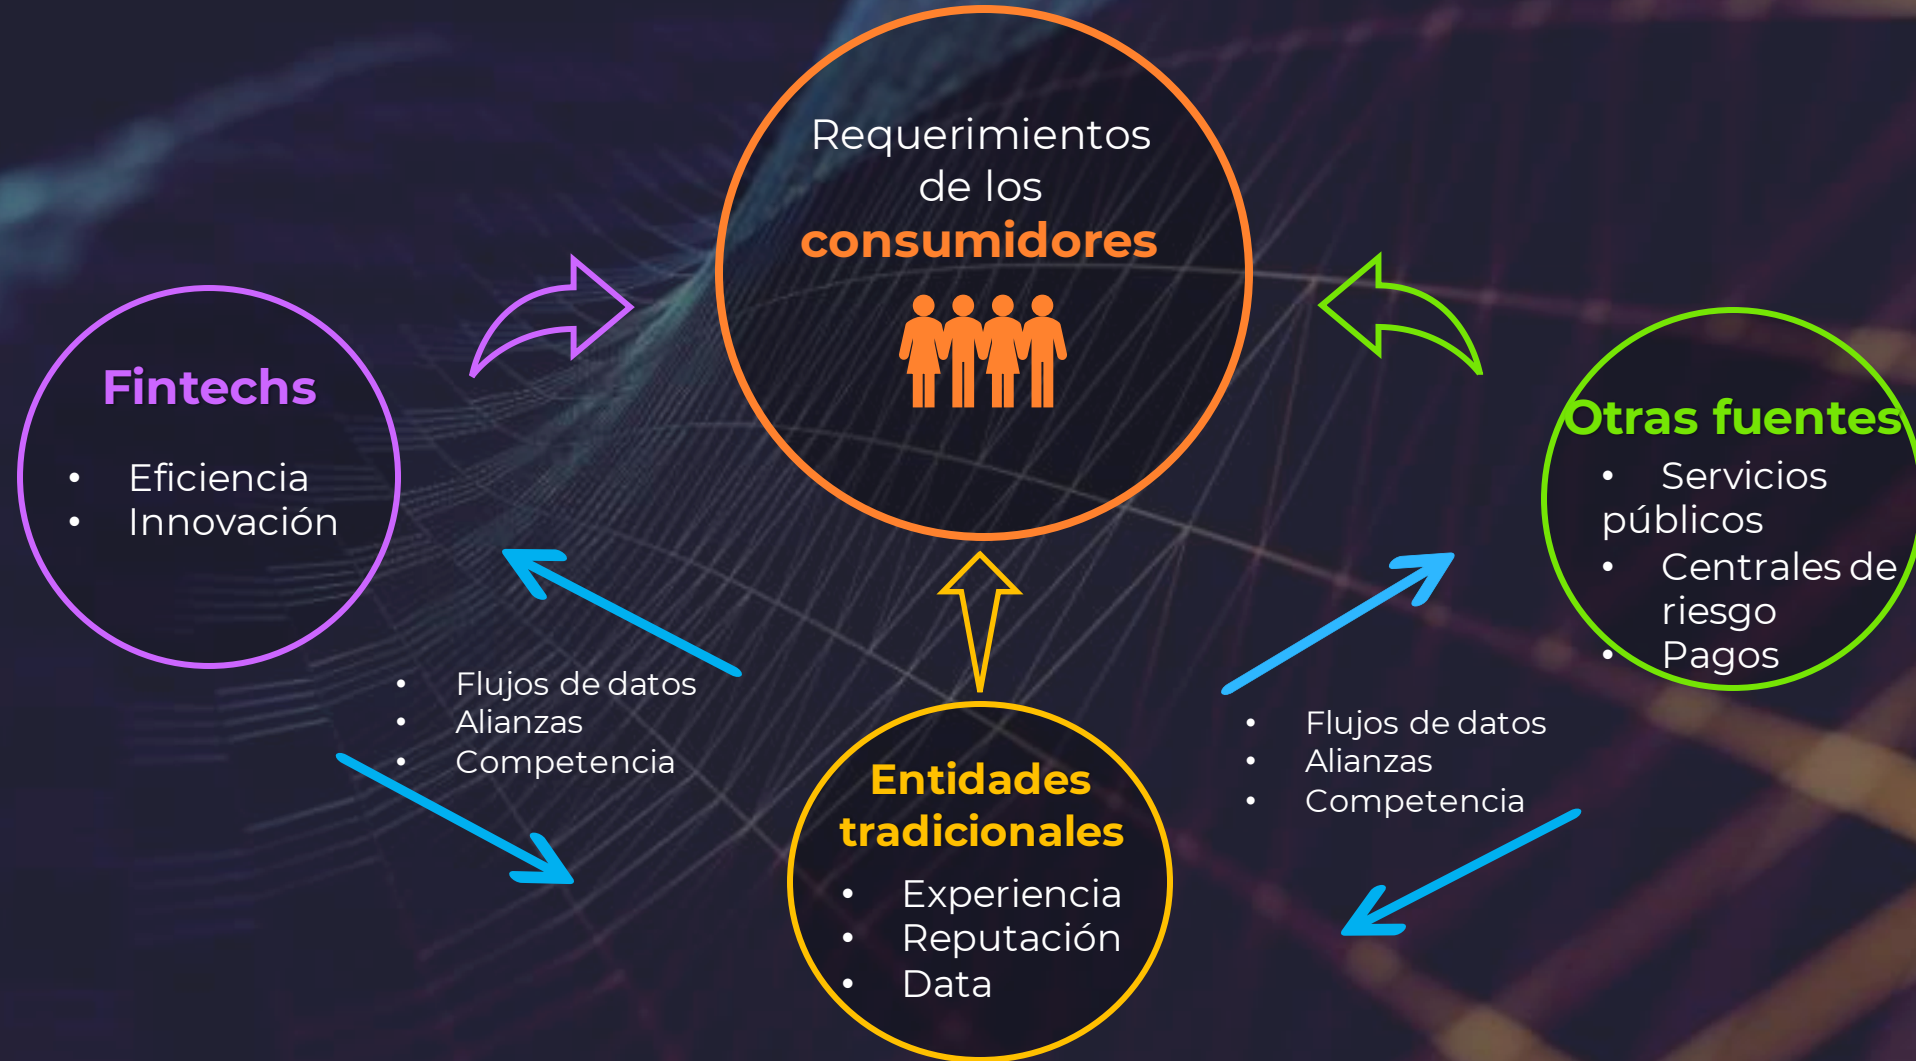 Requerimientos
de los
consumidores
Fintechs
• Eficiencia
• Innovación
Otras fuentes
• Servicios
públicos
• Centrales de
riesgo
• Pagos
• Flujos de datos
• Alianzas
• Competencia
Entidades
tradicionales
• Experiencia
• Reputación
• Data
• Flujos de datos
• Alianzas
• Competencia